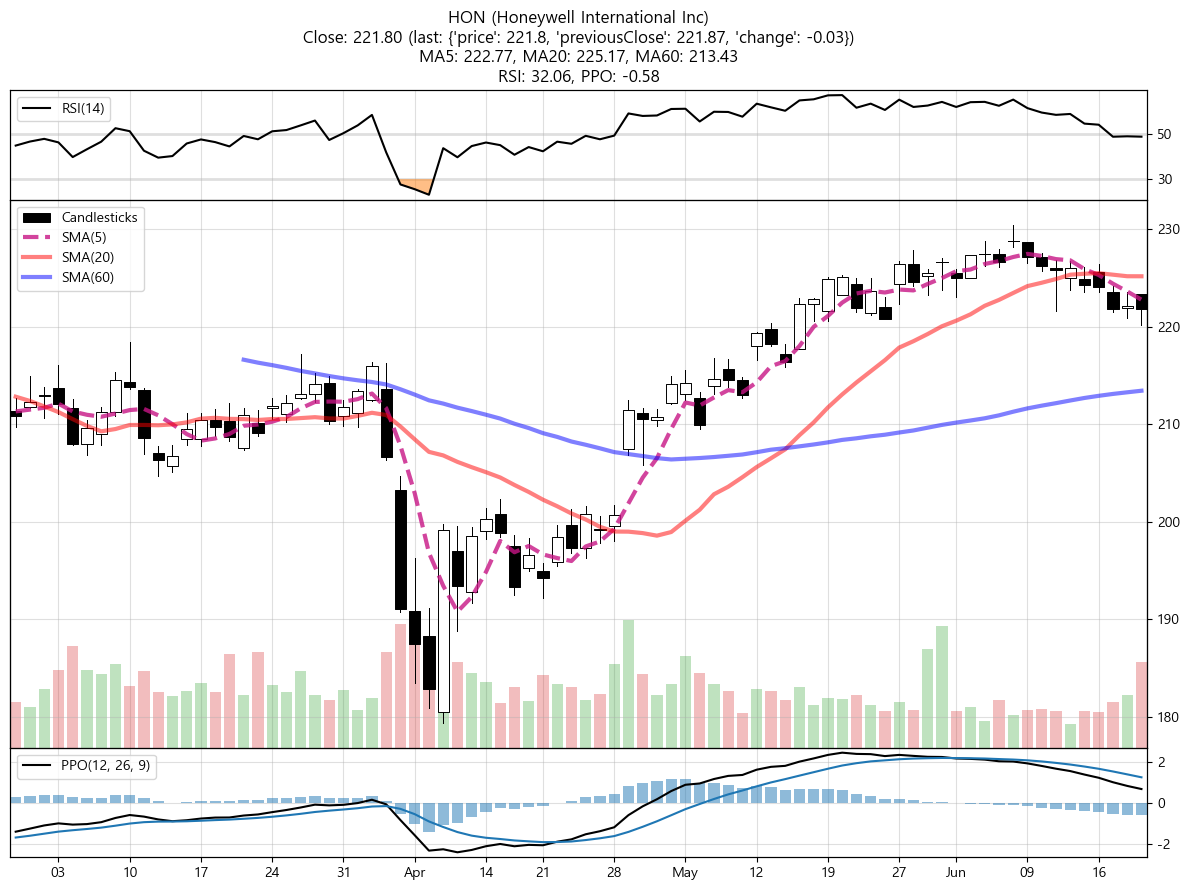 HON (Honeywell International Inc)
Close: 221.80 (last: {'price': 221.8, 'previousClose': 221.87, 'change': -0.03})
MA5: 222.77, MA20: 225.17, MA60: 213.43
RSI: 32.06, PPO: -0.58
RSI(14)
50
30
Candlesticks
SMA(5)
SMA(20)
SMA(60)
230
220
210
200
190
180
PPO(12, 26, 9)
2
0
-2
03 10 17 24 31 Apr 14 21 28 May 12 19 27 Jun 09 16